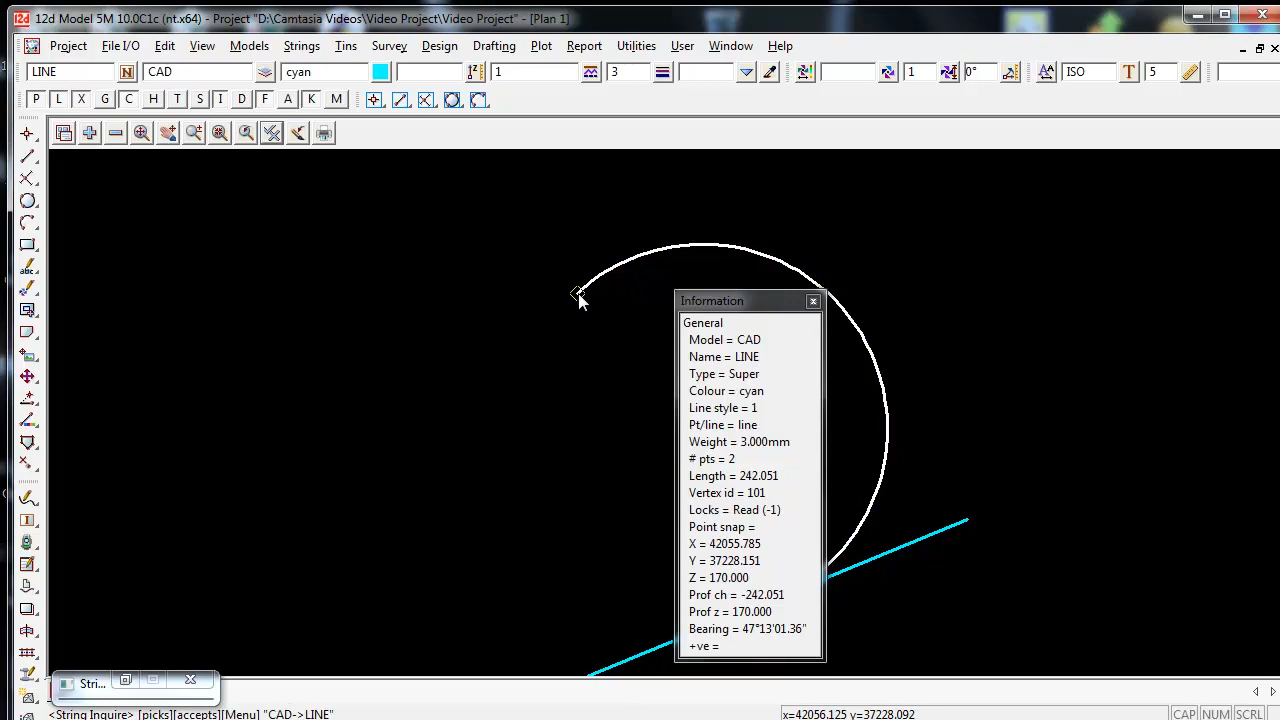 12d Model 5M 10.0C1c (nt.x64) - Project "D:\Camtasia Videos\Video Project\Video Project" - [Plan 1]
Project File I/O Edit View Models Strings Tins Survey Design Drafting Plot Report Utilities User Window Help
LINE CAD cyan 1 3 1 0° ISO 5
P L X G C H T S I D F A K M
abc
Information
General
Model = CAD
Name = LINE
Type = Super
Colour = cyan
Line style = 1
Pt/line = line
Weight = 3.000mm
# pts = 2
Length = 242.051
Vertex id = 101
Locks = Read (-1)
Point snap =
X = 42055.785
Y = 37228.151
Z = 170.000
Prof ch = -242.051
Prof z = 170.000
Bearing = 47°13'01.36"
+ve =
Stri...
<String Inquire> [picks][accepts][Menu] "CAD->LINE" x=42056.125 y=37228.092 CAP NUM SCRL